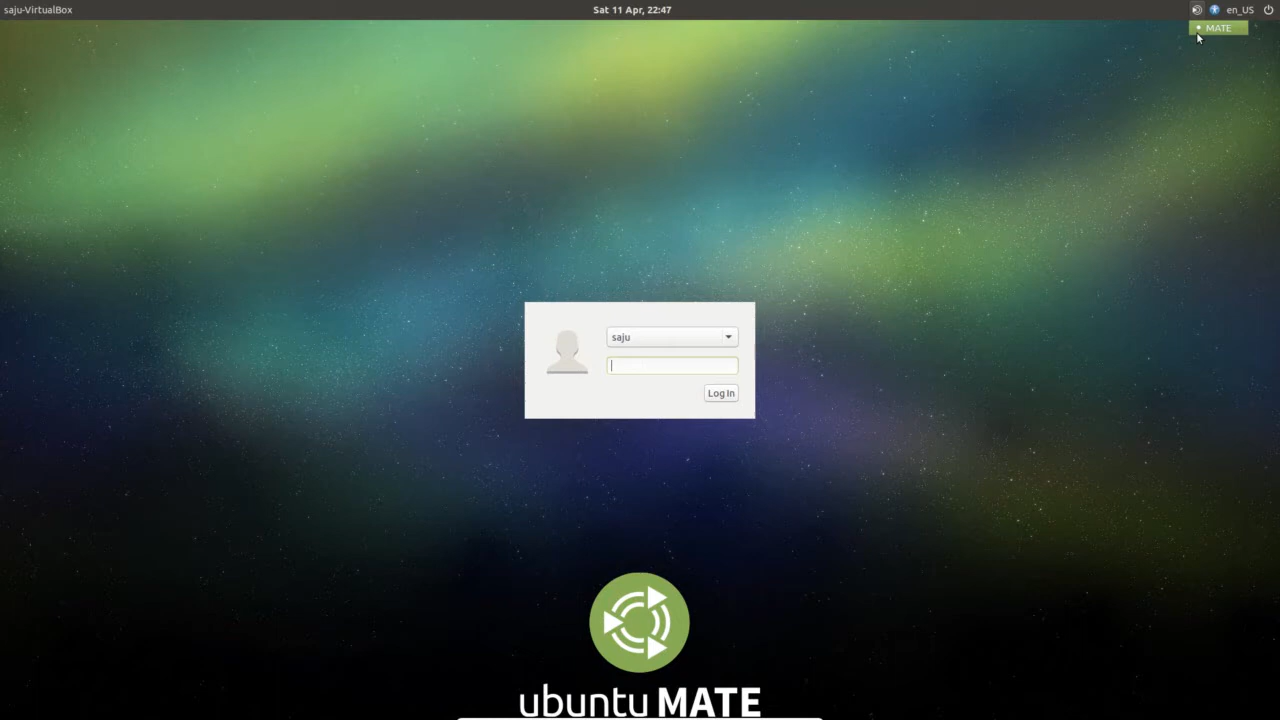 saju-VirtualBox
Sat 11 Apr, 22:47
en_US
MATE
saju
Log In
ubuntu MATE